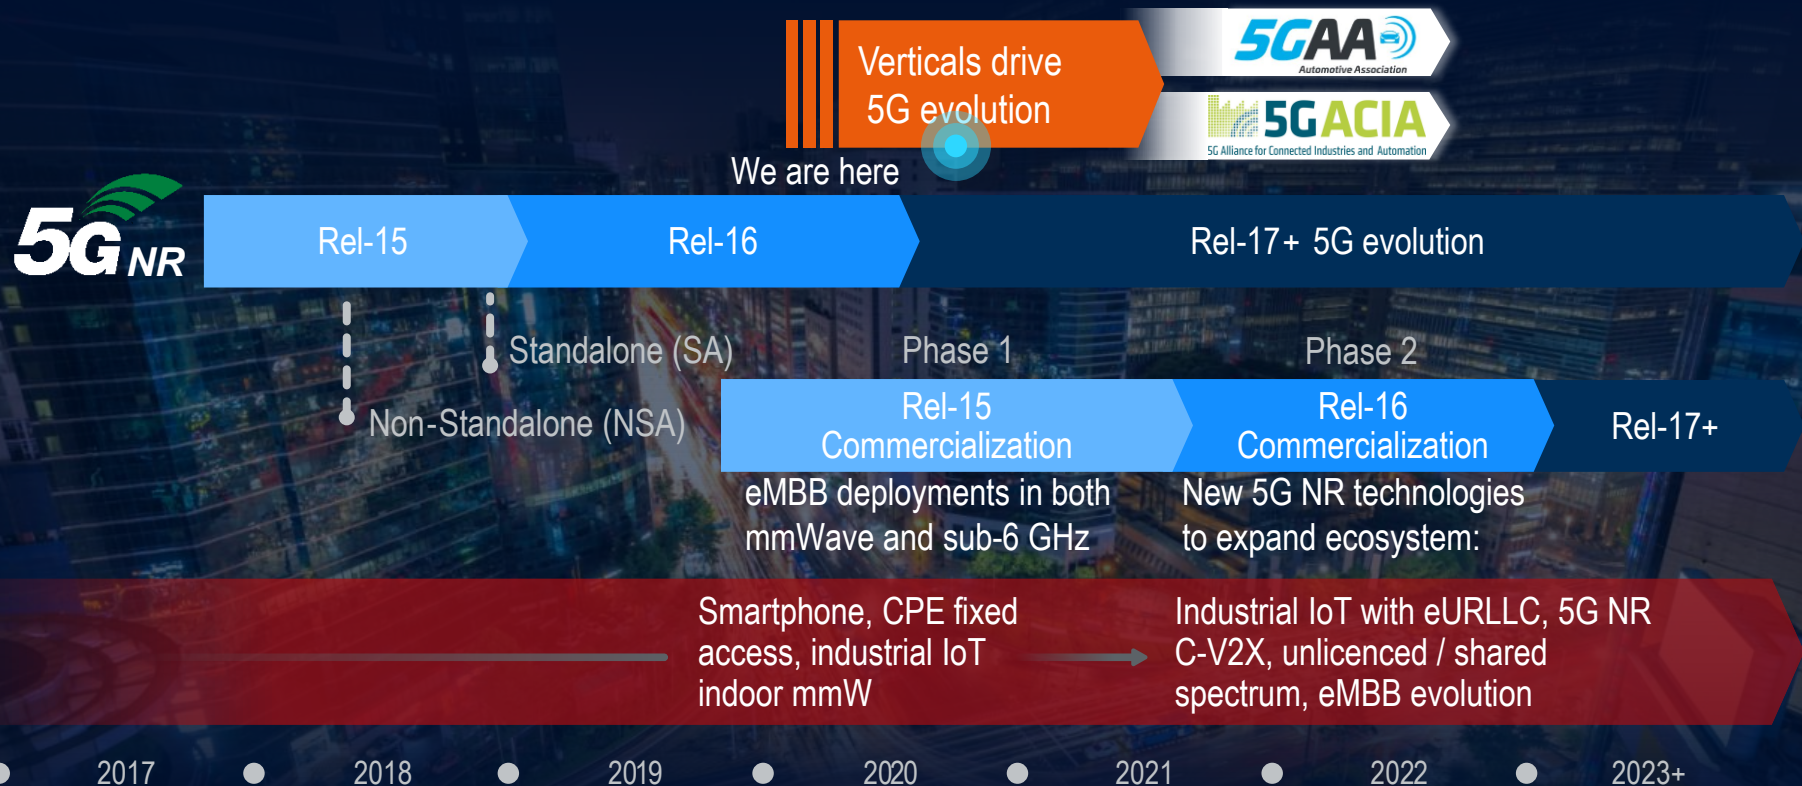 Verticals drive
5G evolution
5GAA
Automotive Association
5G ACIA
5G Alliance for Connected Industries and Automation
We are here
5G NR
Rel-15
Rel-16
Rel-17+ 5G evolution
Standalone (SA)
Non-Standalone (NSA)
Phase 1
Phase 2
Rel-15
Commercialization
Rel-16
Commercialization
Rel-17+
eMBB deployments in both
mmWave and sub-6 GHz
New 5G NR technologies
to expand ecosystem:
Smartphone, CPE fixed
access, industrial IoT
indoor mmW
Industrial IoT with eURLLC, 5G NR
C-V2X, unlicenced / shared
spectrum, eMBB evolution
2017
2018
2019
2020
2021
2022
2023+